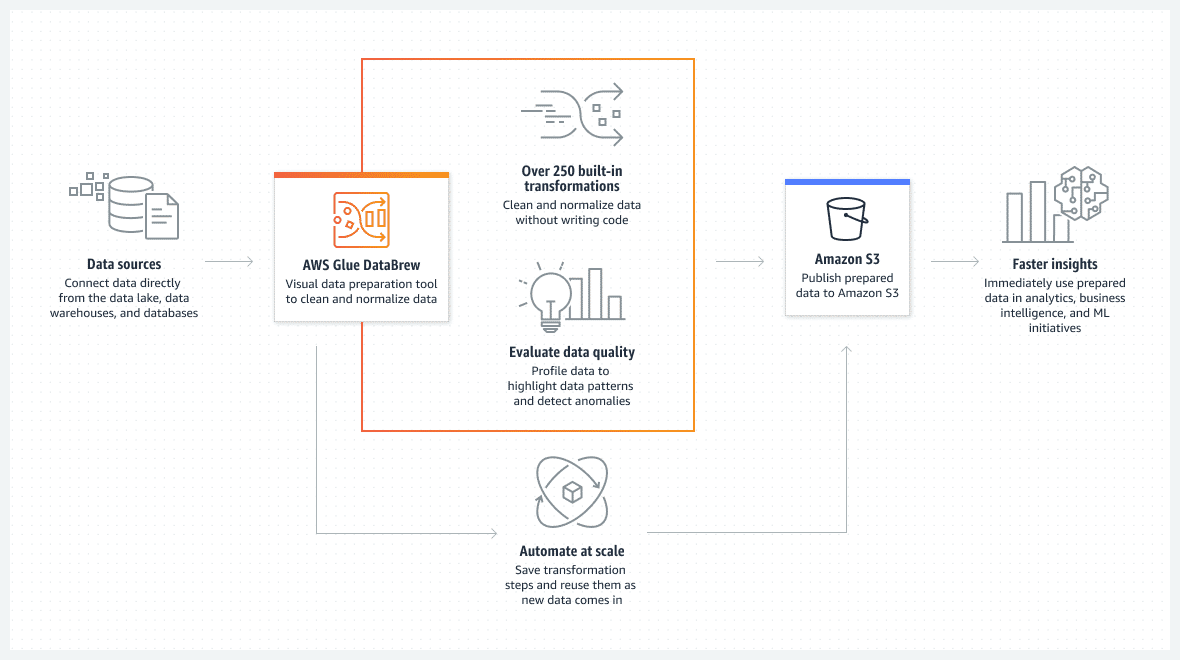 Data sources
Connect data directly
from the data lake, data
warehouses, and databases
AWS Glue DataBrew
Visual data preparation tool
to clean and normalize data
Over 250 built-in
transformations
Clean and normalize data
without writing code
Evaluate data quality
Profile data to
highlight data patterns
and detect anomalies
Automate at scale
Save transformation
steps and reuse them as
new data comes in
Amazon S3
Publish prepared
data to Amazon S3
Faster insights
Immediately use prepared
data in analytics, business
intelligence, and ML
initiatives